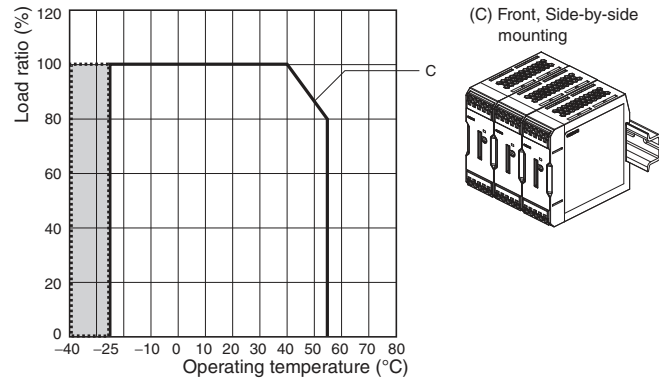 120
100
80
60
40
20
0
Load ratio (%)
−40 −25 −10 0 10 20 30 40 50 60 70 80
Operating temperature (°C)
C
(C) Front, Side-by-side
mounting